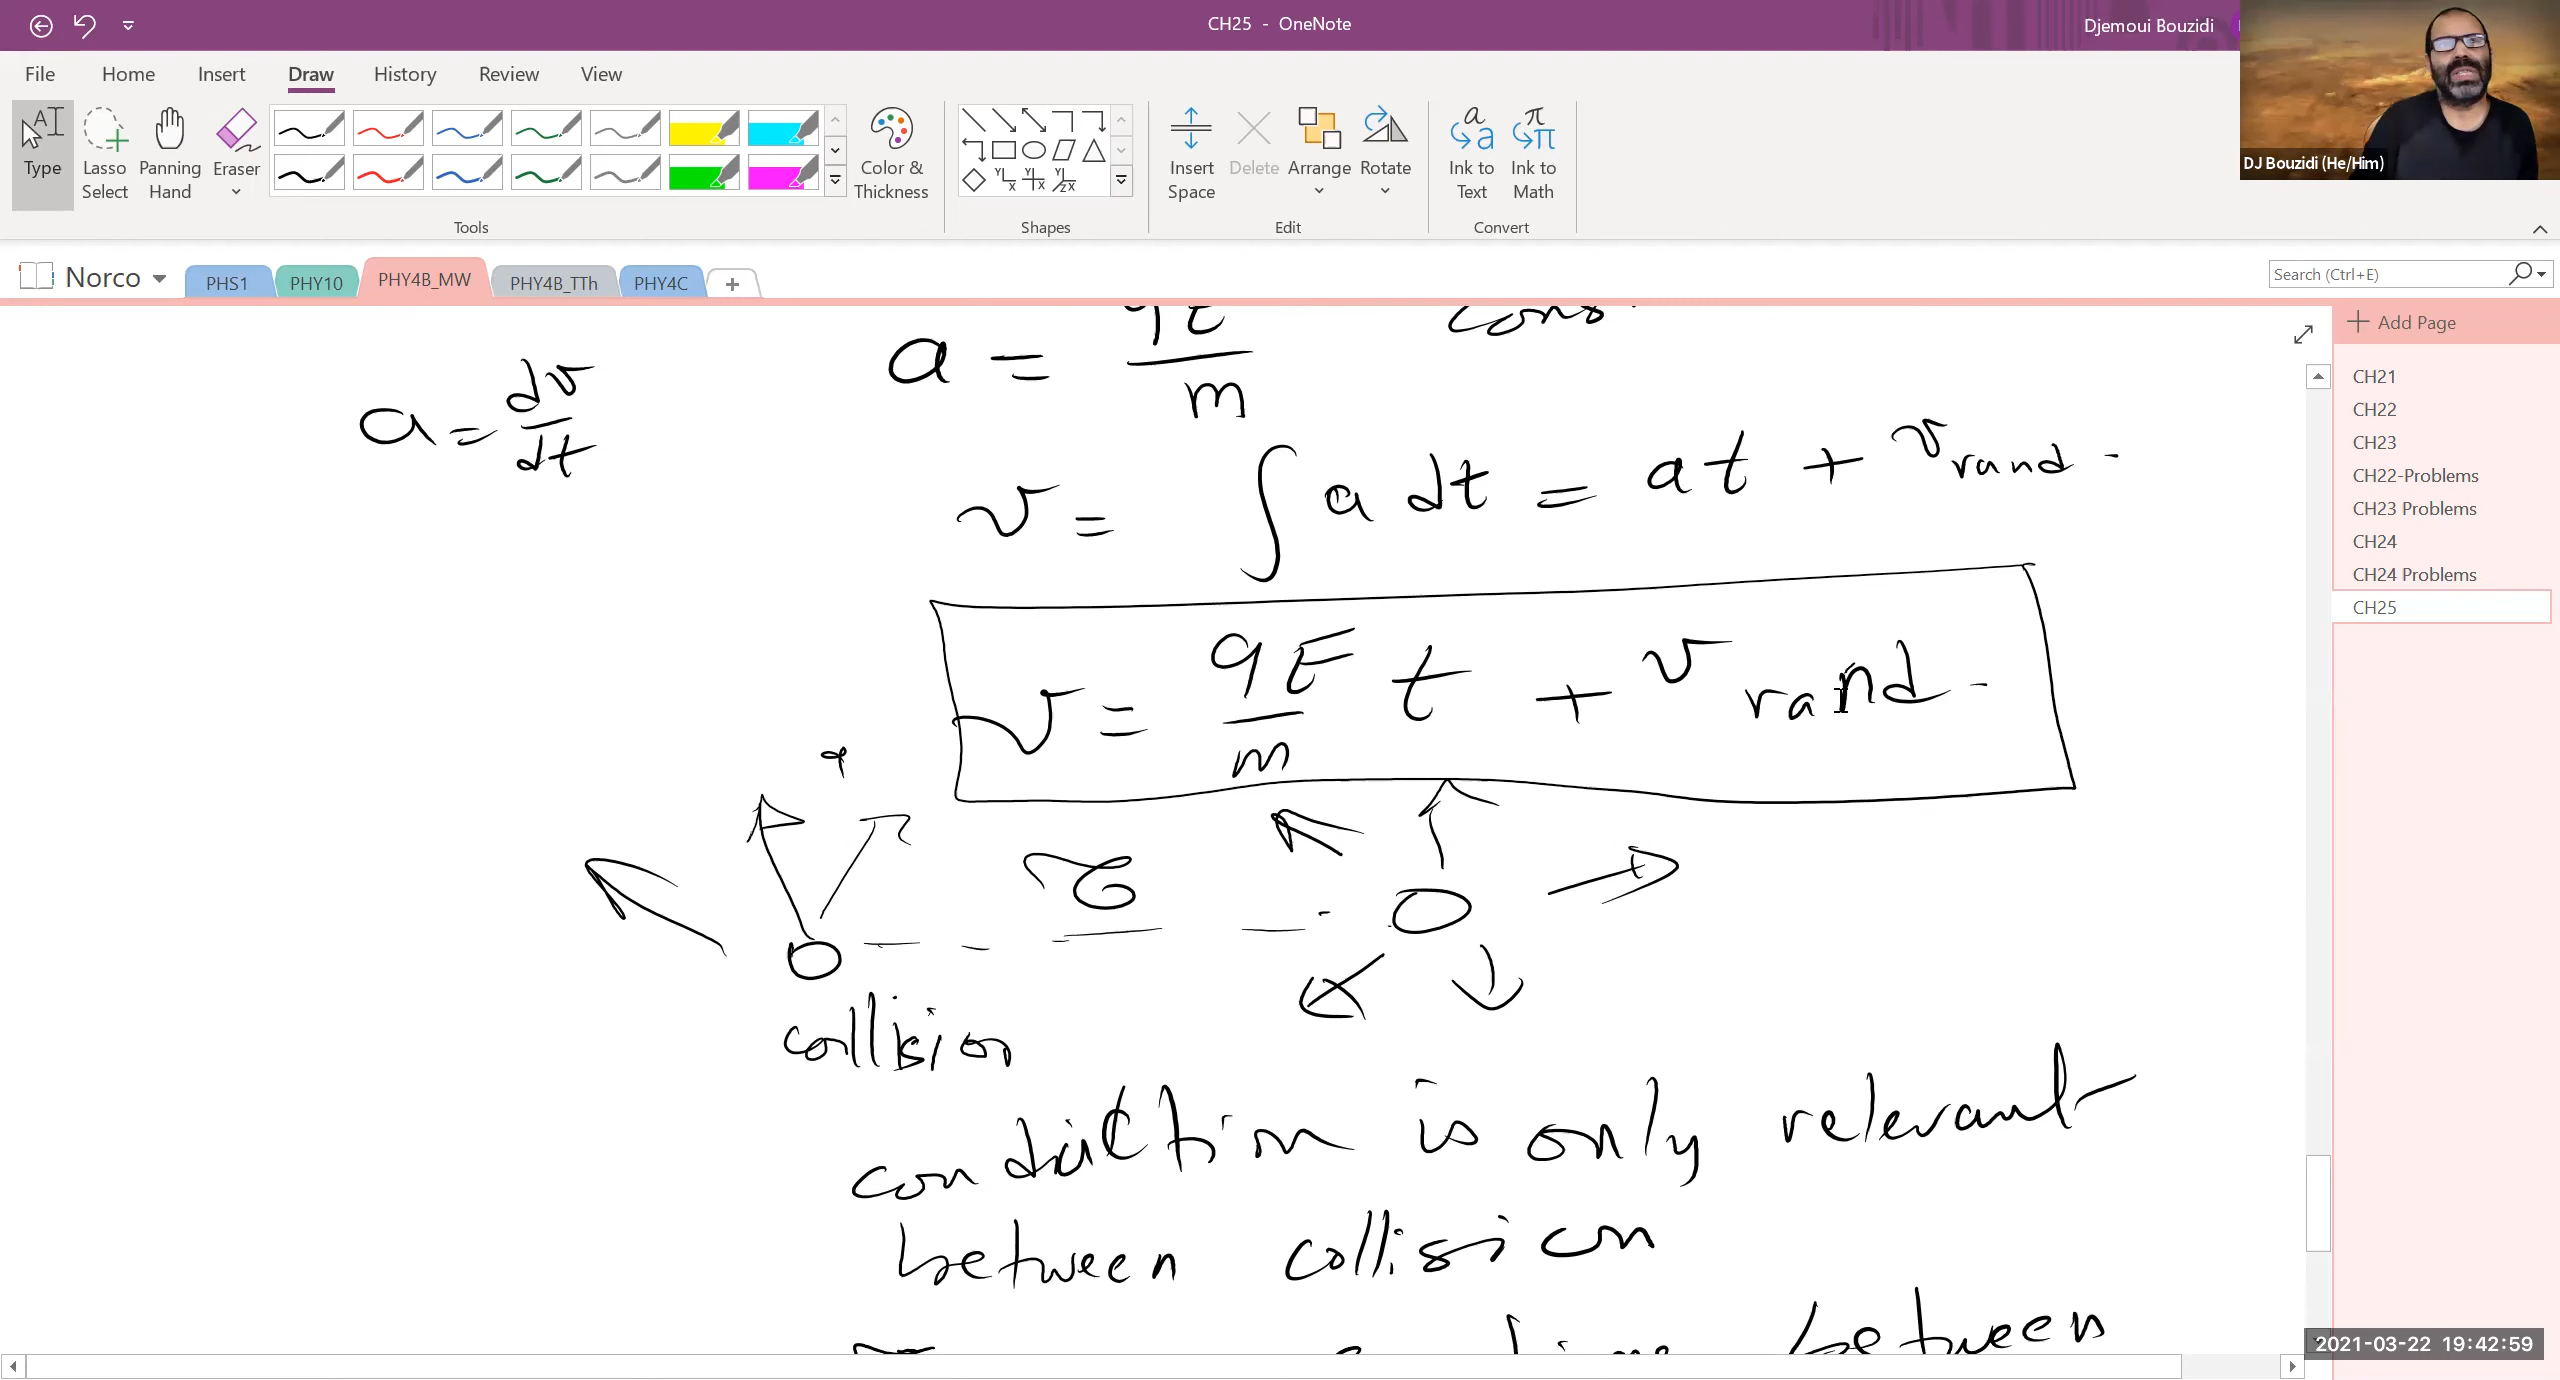 CH25 - OneNote
Djemoui Bouzidi
File Home Insert Draw History Review View
Type
Lasso Select
Panning Hand
Eraser
Color & Thickness
Insert Space
Delete
Arrange
Rotate
Ink to Text
Ink to Math
Tools
Shapes
Edit
Convert
DJ Bouzidi (He/Him)
Norco
PHS1 PHY10 PHY4B_MW PHY4B_TTh PHY4C
Search (Ctrl+E)
Add Page
CH21
CH22
CH23
CH22-Problems
CH23 Problems
CH24
CH24 Problems
CH25
a = dv/dt
a = qE/m cons
v = ∫ a dt = at + v rand.
v = qE/m t + v rand.
τ
collision
conduction is only relevant
between collision
between
2021-03-22 19:42:59